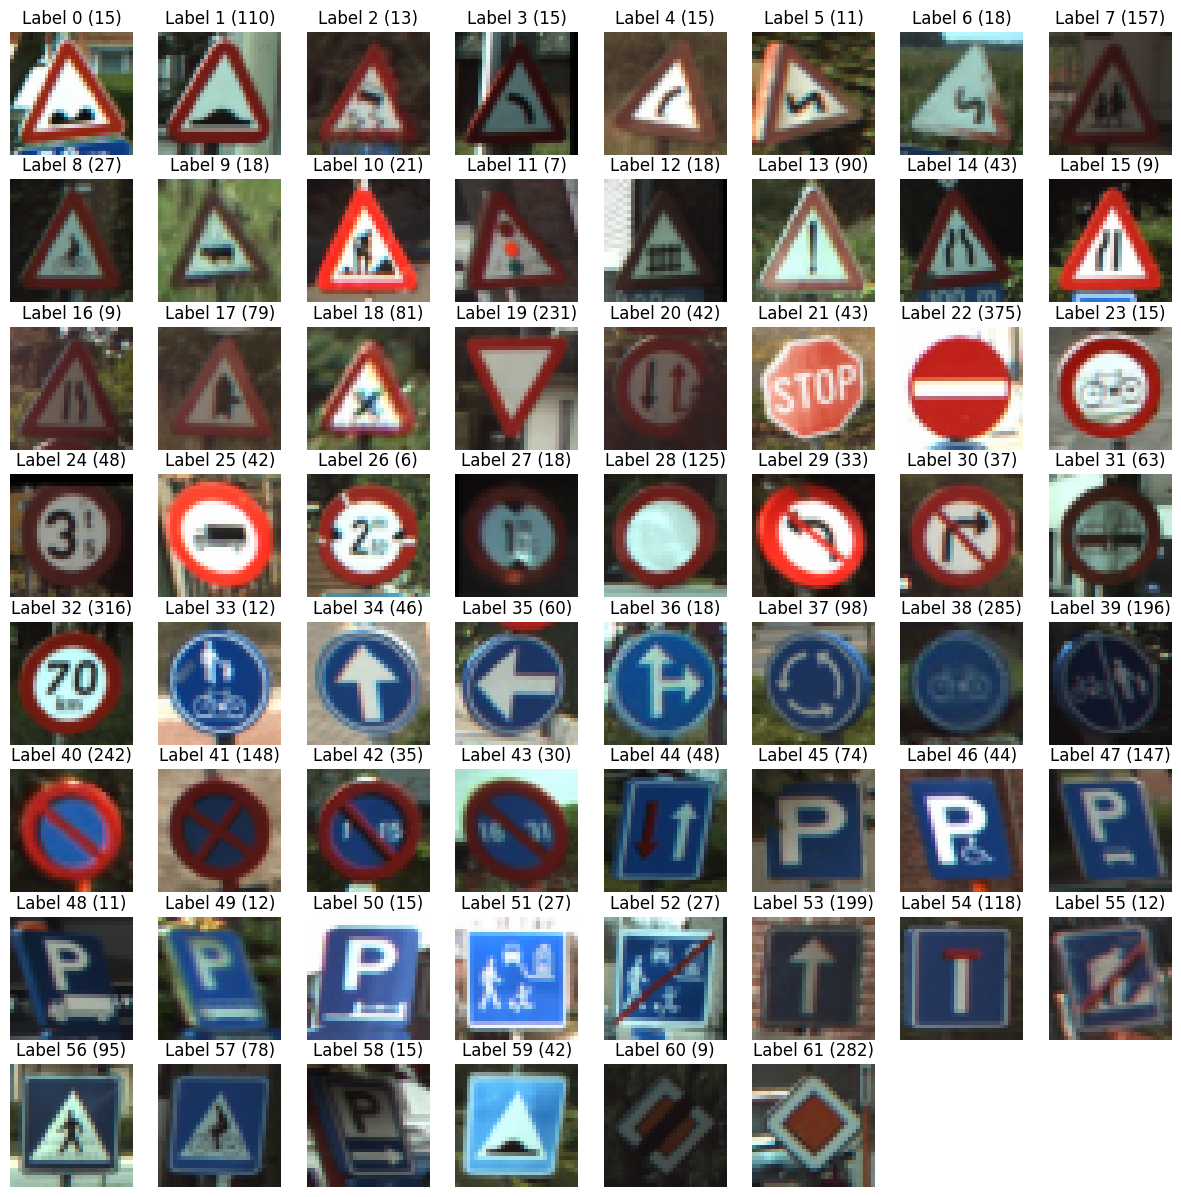 Label 0 (15) Label 1 (110) Label 2 (13) Label 3 (15) Label 4 (15) Label 5 (11) Label 6 (18) Label 7 (157)
Label 8 (27) Label 9 (18) Label 10 (21) Label 11 (7) Label 12 (18) Label 13 (90) Label 14 (43) Label 15 (9)
Label 16 (9) Label 17 (79) Label 18 (81) Label 19 (231) Label 20 (42) Label 21 (43) Label 22 (375) Label 23 (15)
STOP
Label 24 (48) Label 25 (42) Label 26 (6) Label 27 (18) Label 28 (125) Label 29 (33) Label 30 (37) Label 31 (63)
Label 32 (316) Label 33 (12) Label 34 (46) Label 35 (60) Label 36 (18) Label 37 (98) Label 38 (285) Label 39 (196)
70
km
Label 40 (242) Label 41 (148) Label 42 (35) Label 43 (30) Label 44 (48) Label 45 (74) Label 46 (44) Label 47 (147)
P P P
Label 48 (11) Label 49 (12) Label 50 (15) Label 51 (27) Label 52 (27) Label 53 (199) Label 54 (118) Label 55 (12)
P P P
Label 56 (95) Label 57 (78) Label 58 (15) Label 59 (42) Label 60 (9) Label 61 (282)
P